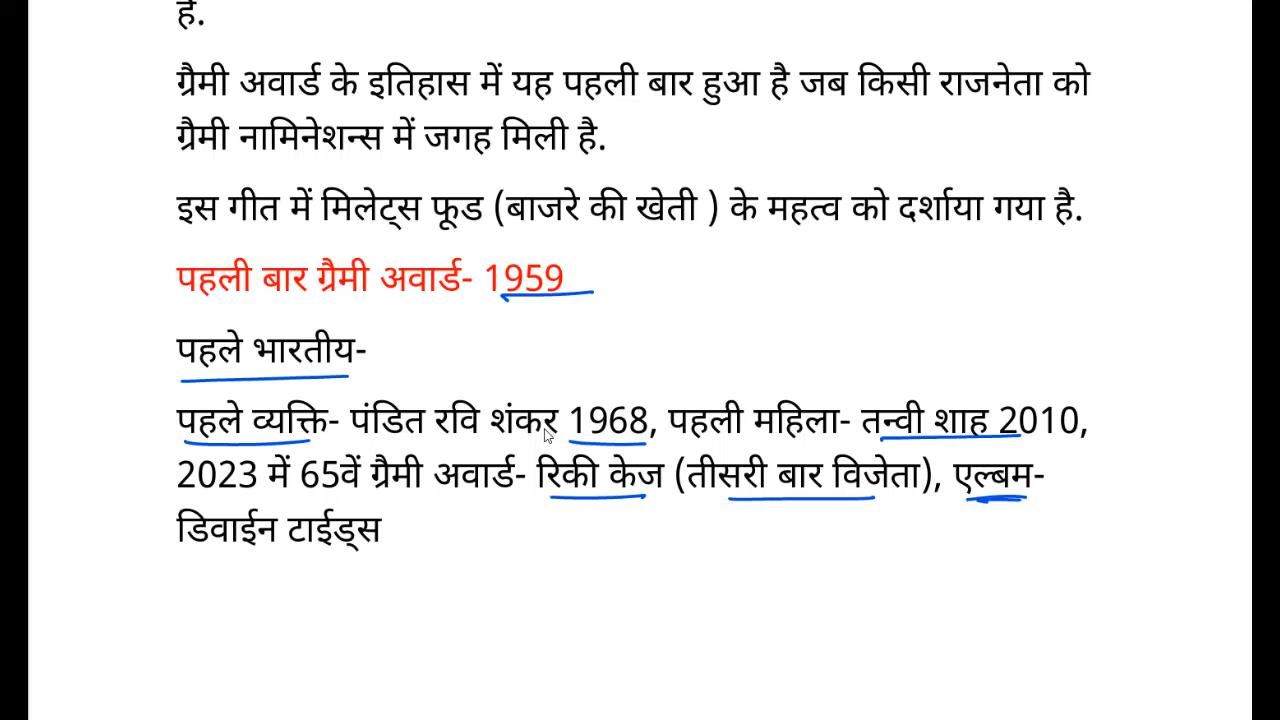 है.
ग्रैमी अवार्ड के इतिहास में यह पहली बार हुआ है जब किसी राजनेता को
ग्रैमी नामिनेशन्स में जगह मिली है.
इस गीत में मिलेट्स फूड (बाजरे की खेती ) के महत्व को दर्शाया गया है.
पहली बार ग्रैमी अवार्ड- 1959
पहले भारतीय-
पहले व्यक्ति- पंडित रवि शंकर 1968, पहली महिला- तन्वी शाह 2010,
2023 में 65वें ग्रैमी अवार्ड- रिकी केज (तीसरी बार विजेता), एल्बम-
डिवाईन टाईड्स